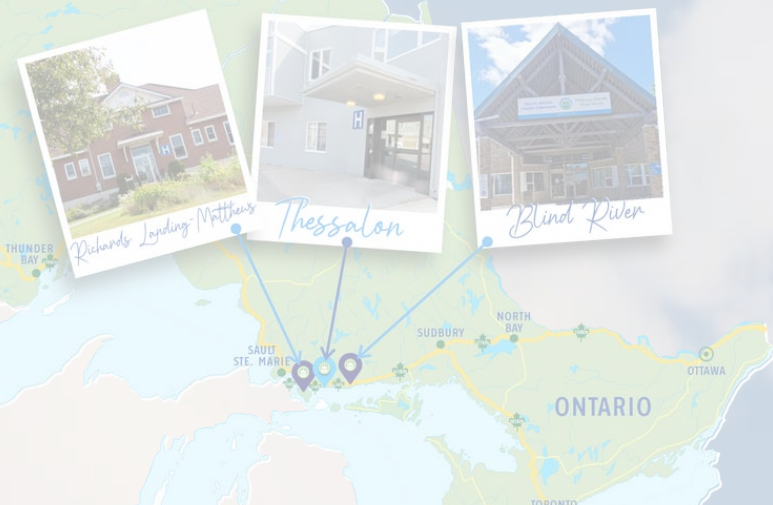 Richards Landing-Matthews
Thessalon
Blind River
H
H
THUNDER
BAY
SAULT
STE. MARIE
SUDBURY
NORTH
BAY
OTTAWA
ONTARIO
TORONTO